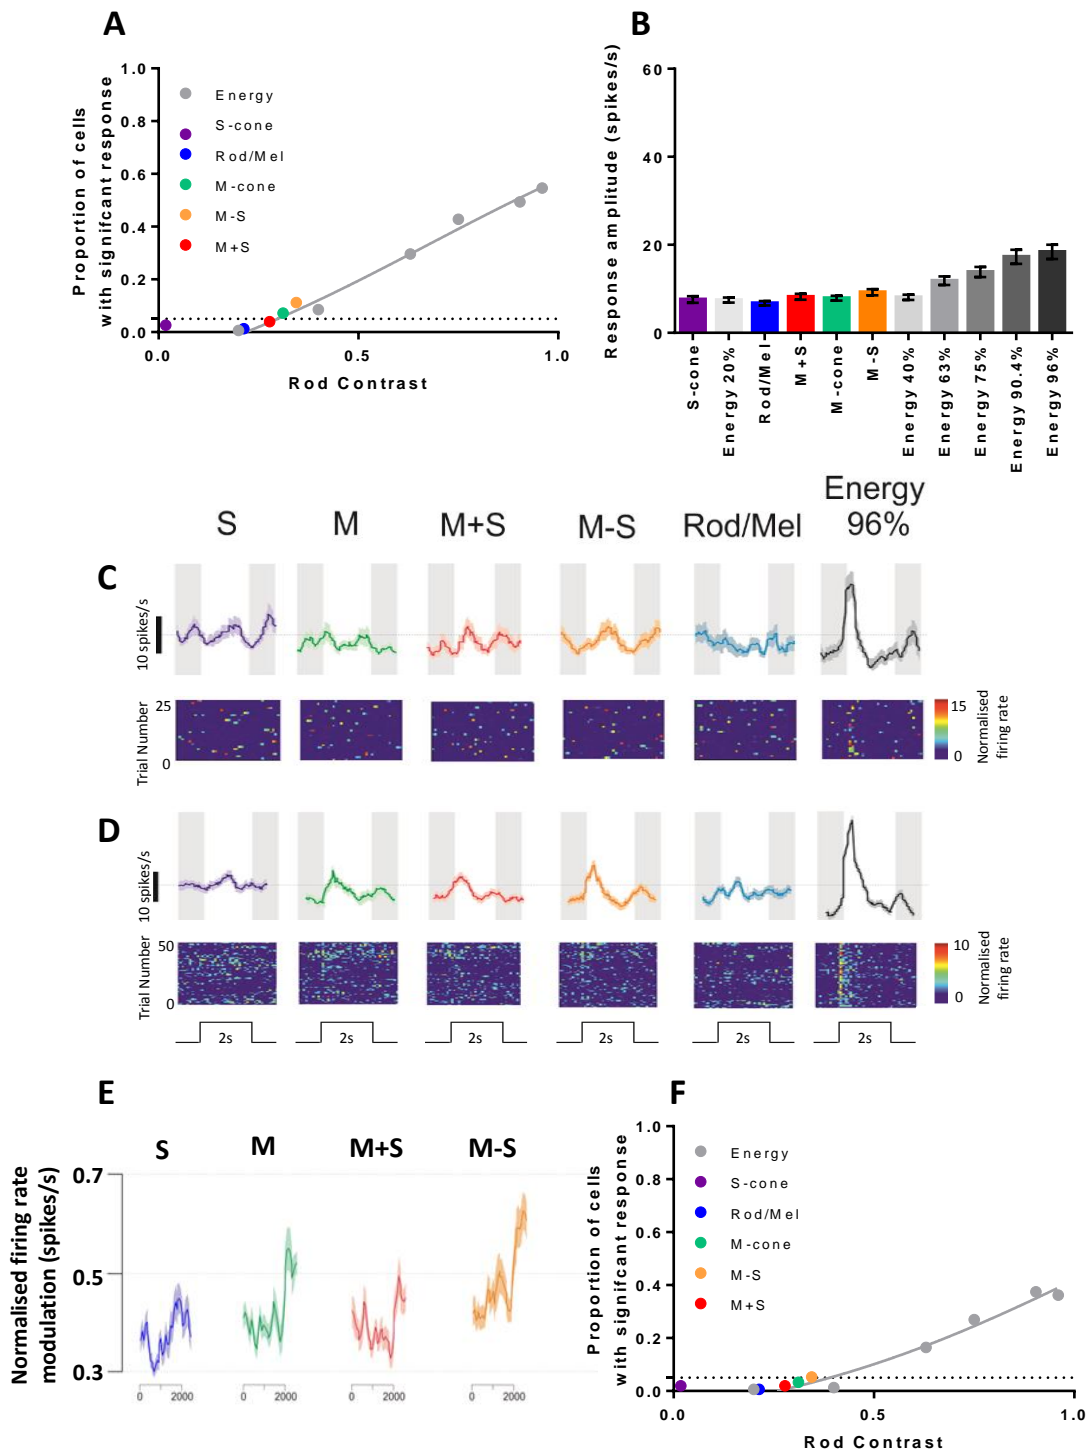 A
B
Proportion of cells
with signifcant response
1.0
0.8
0.6
0.4
0.2
0.0
Energy
S-cone
Rod/Mel
M-cone
M-S
M+S
0.0
0.5
1.0
Rod Contrast
Response amplitude (spikes/s)
60
40
20
0
S-cone
Energy 20%
Rod/Mel
M+S
M-cone
M-S
Energy 40%
Energy 63%
Energy 75%
Energy 90.4%
Energy 96%
S
M
M+S
M-S
Rod/Mel
Energy
96%
C
10 spikes/s
Trial Number
25
0
15
0
Normalised
firing rate
D
10 spikes/s
Trial Number
50
0
10
0
Normalised
firing rate
2s
2s
2s
2s
2s
2s
E
F
S
M
M+S
M-S
Normalised firing rate
modulation (spikes/s)
0.7
0.5
0.3
0
2000
0
2000
0
2000
0
2000
Proportion of cells
with signifcant response
1.0
0.8
0.6
0.4
0.2
0.0
Energy
S-cone
Rod/Mel
M-cone
M-S
M+S
0.0
0.5
1.0
Rod Contrast